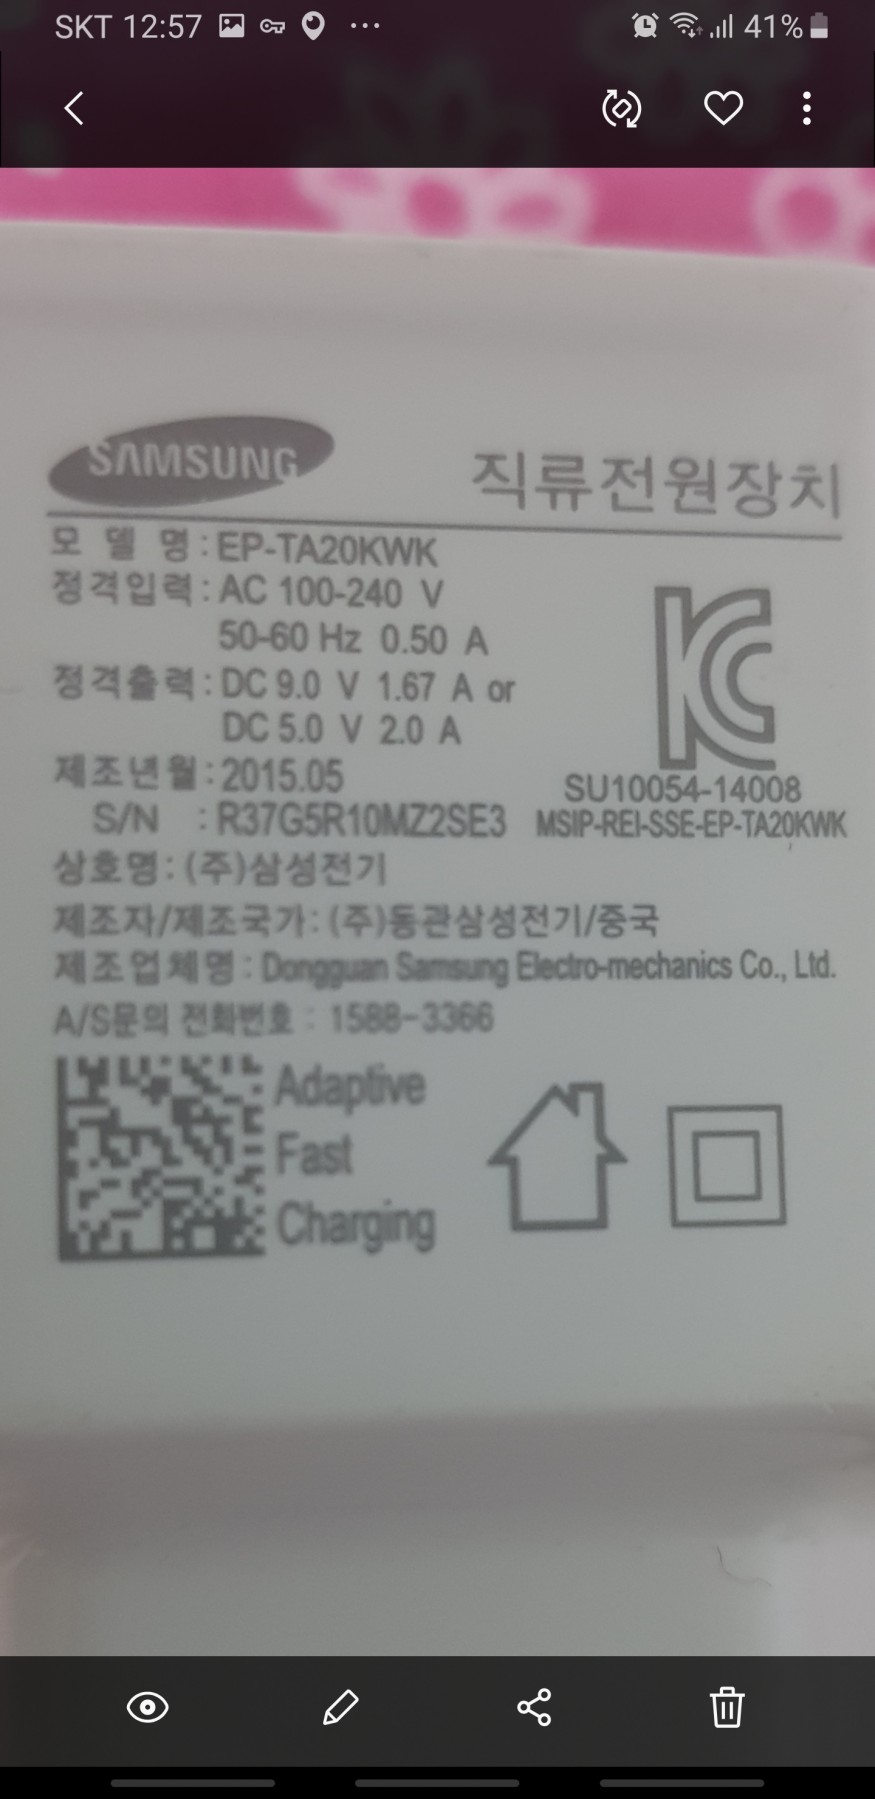 SKT 12:57 41%
SAMSUNG 직류전원장치
모 델 명 : EP-TA20KWK
정격입력 : AC 100-240 V
50-60 Hz 0.50 A
정격출력 : DC 9.0 V 1.67 A or
DC 5.0 V 2.0 A
제조년월 : 2015.05
SU10054-14008
S/N : R37G5R10MZ2SE3 MSIP-REI-SSE-EP-TA20KWK
상호명 : (주)삼성전기
제조자/제조국가 : (주)동관삼성전기/중국
제조업체명 : Dongguan Samsung Electro-mechanics Co., Ltd.
A/S문의 전화번호 : 1588-3366
Adaptive
Fast
Charging